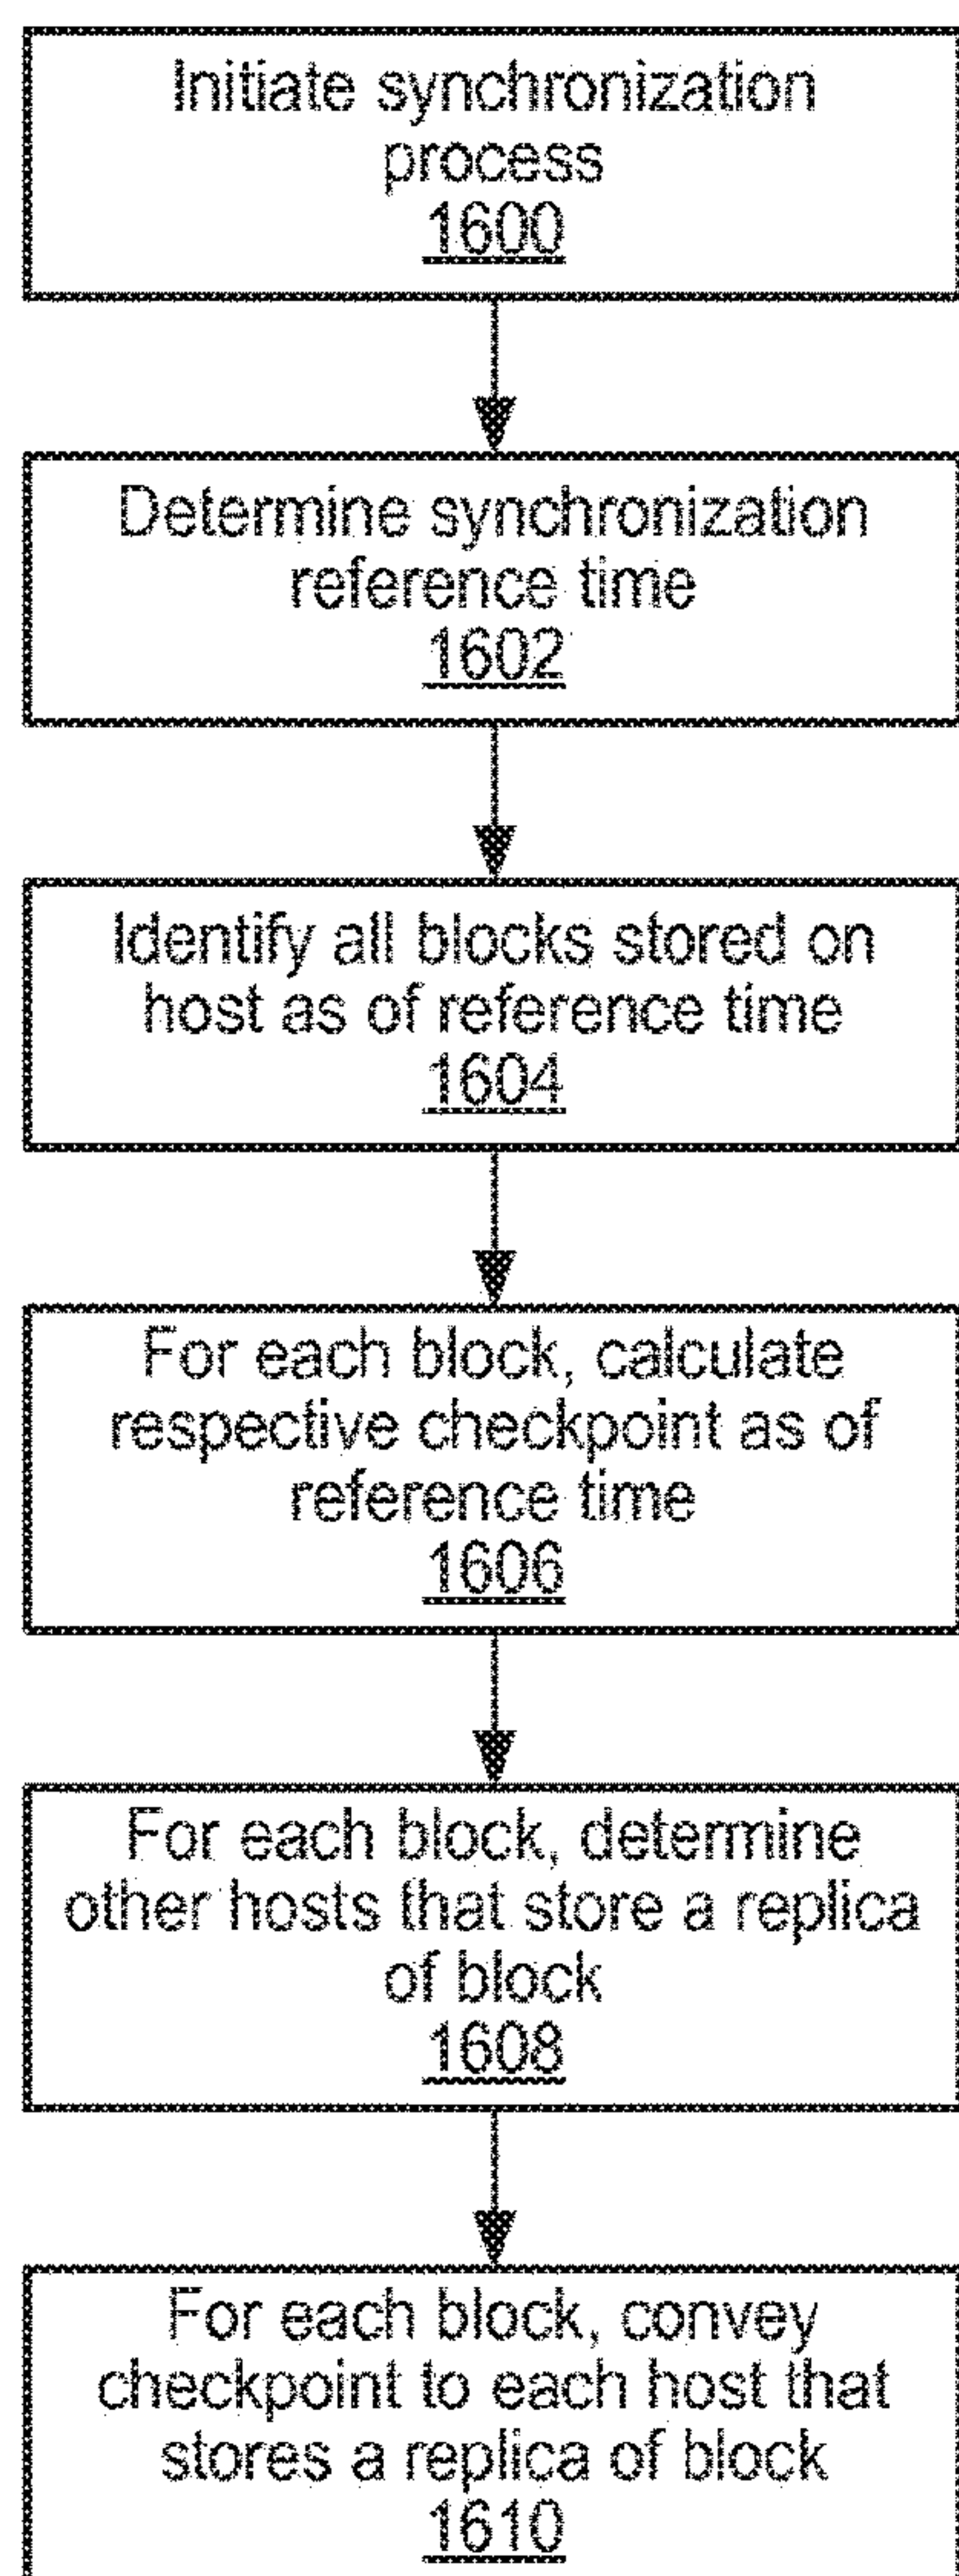 Initiate synchronization
process
1600
Determine synchronization
reference time
1602
Identify all blocks stored on
host as of reference time
1604
For each block, calculate
respective checkpoint as of
reference time
1606
For each block, determine
other hosts that store a replica
of block
1608
For each block, convey
checkpoint to each host that
stores a replica of block
1610